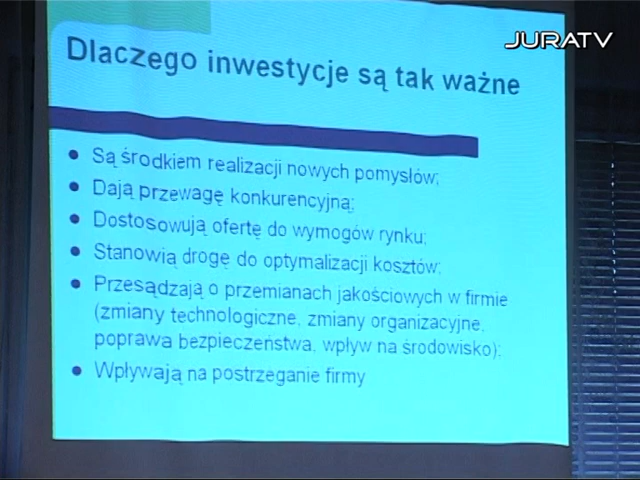 JURATV
Dlaczego inwestycje są tak ważne
Są środkiem realizacji nowych pomysłów;
Dają przewagę konkurencyjną;
Dostosowują ofertę do wymogów rynku;
Stanowią drogę do optymalizacji kosztów;
Przesądzają o przemianach jakościowych w firmie
(zmiany technologiczne, zmiany organizacyjne,
poprawa bezpieczeństwa, wpływ na środowisko);
Wpływają na postrzeganie firmy